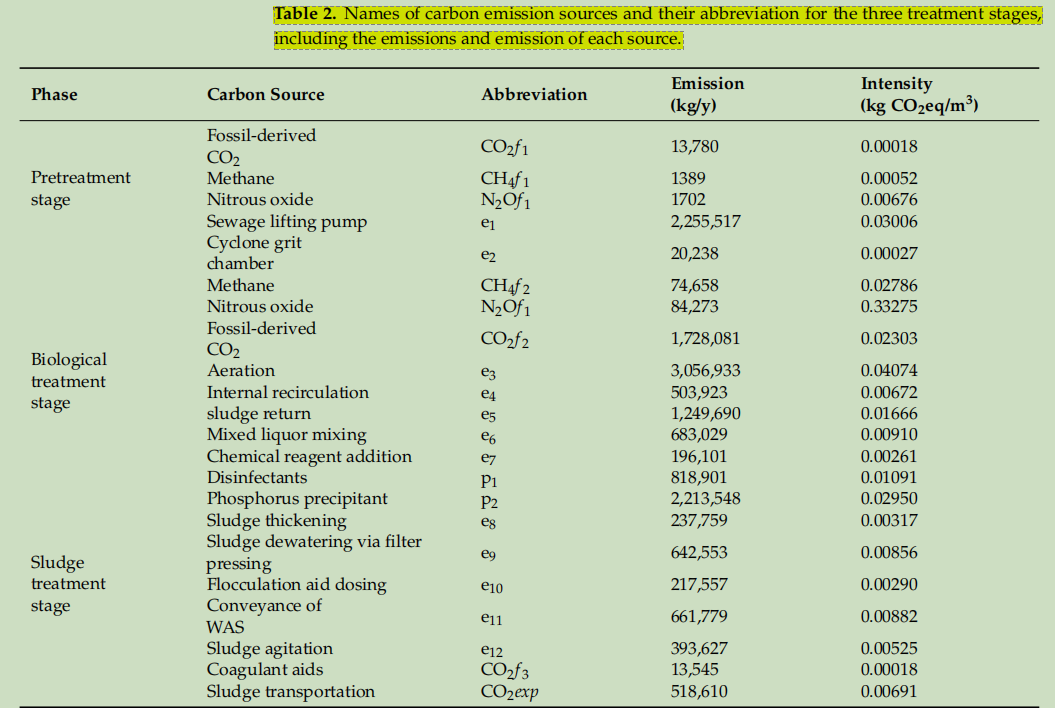 Table 2. Names of carbon emission sources and their abbreviation for the three treatment stages,
including the emissions and emission of each source.
Phase Carbon Source Abbreviation Emission (kg/y) Intensity (kg CO₂eq/m³)
Pretreatment stage
Fossil-derived CO₂ CO₂f₁ 13,780 0.00018
Methane CH₄f₁ 1389 0.00052
Nitrous oxide N₂Of₁ 1702 0.00676
Sewage lifting pump e₁ 2,255,517 0.03006
Cyclone grit chamber e₂ 20,238 0.00027
Biological treatment stage
Methane CH₄f₂ 74,658 0.02786
Nitrous oxide N₂Of₁ 84,273 0.33275
Fossil-derived CO₂ CO₂f₂ 1,728,081 0.02303
Aeration e₃ 3,056,933 0.04074
Internal recirculation e₄ 503,923 0.00672
sludge return e₅ 1,249,690 0.01666
Mixed liquor mixing e₆ 683,029 0.00910
Chemical reagent addition e₇ 196,101 0.00261
Disinfectants p₁ 818,901 0.01091
Phosphorus precipitant p₂ 2,213,548 0.02950
Sludge treatment stage
Sludge thickening e₈ 237,759 0.00317
Sludge dewatering via filter pressing e₉ 642,553 0.00856
Flocculation aid dosing e₁₀ 217,557 0.00290
Conveyance of WAS e₁₁ 661,779 0.00882
Sludge agitation e₁₂ 393,627 0.00525
Coagulant aids CO₂f₃ 13,545 0.00018
Sludge transportation CO₂exp 518,610 0.00691